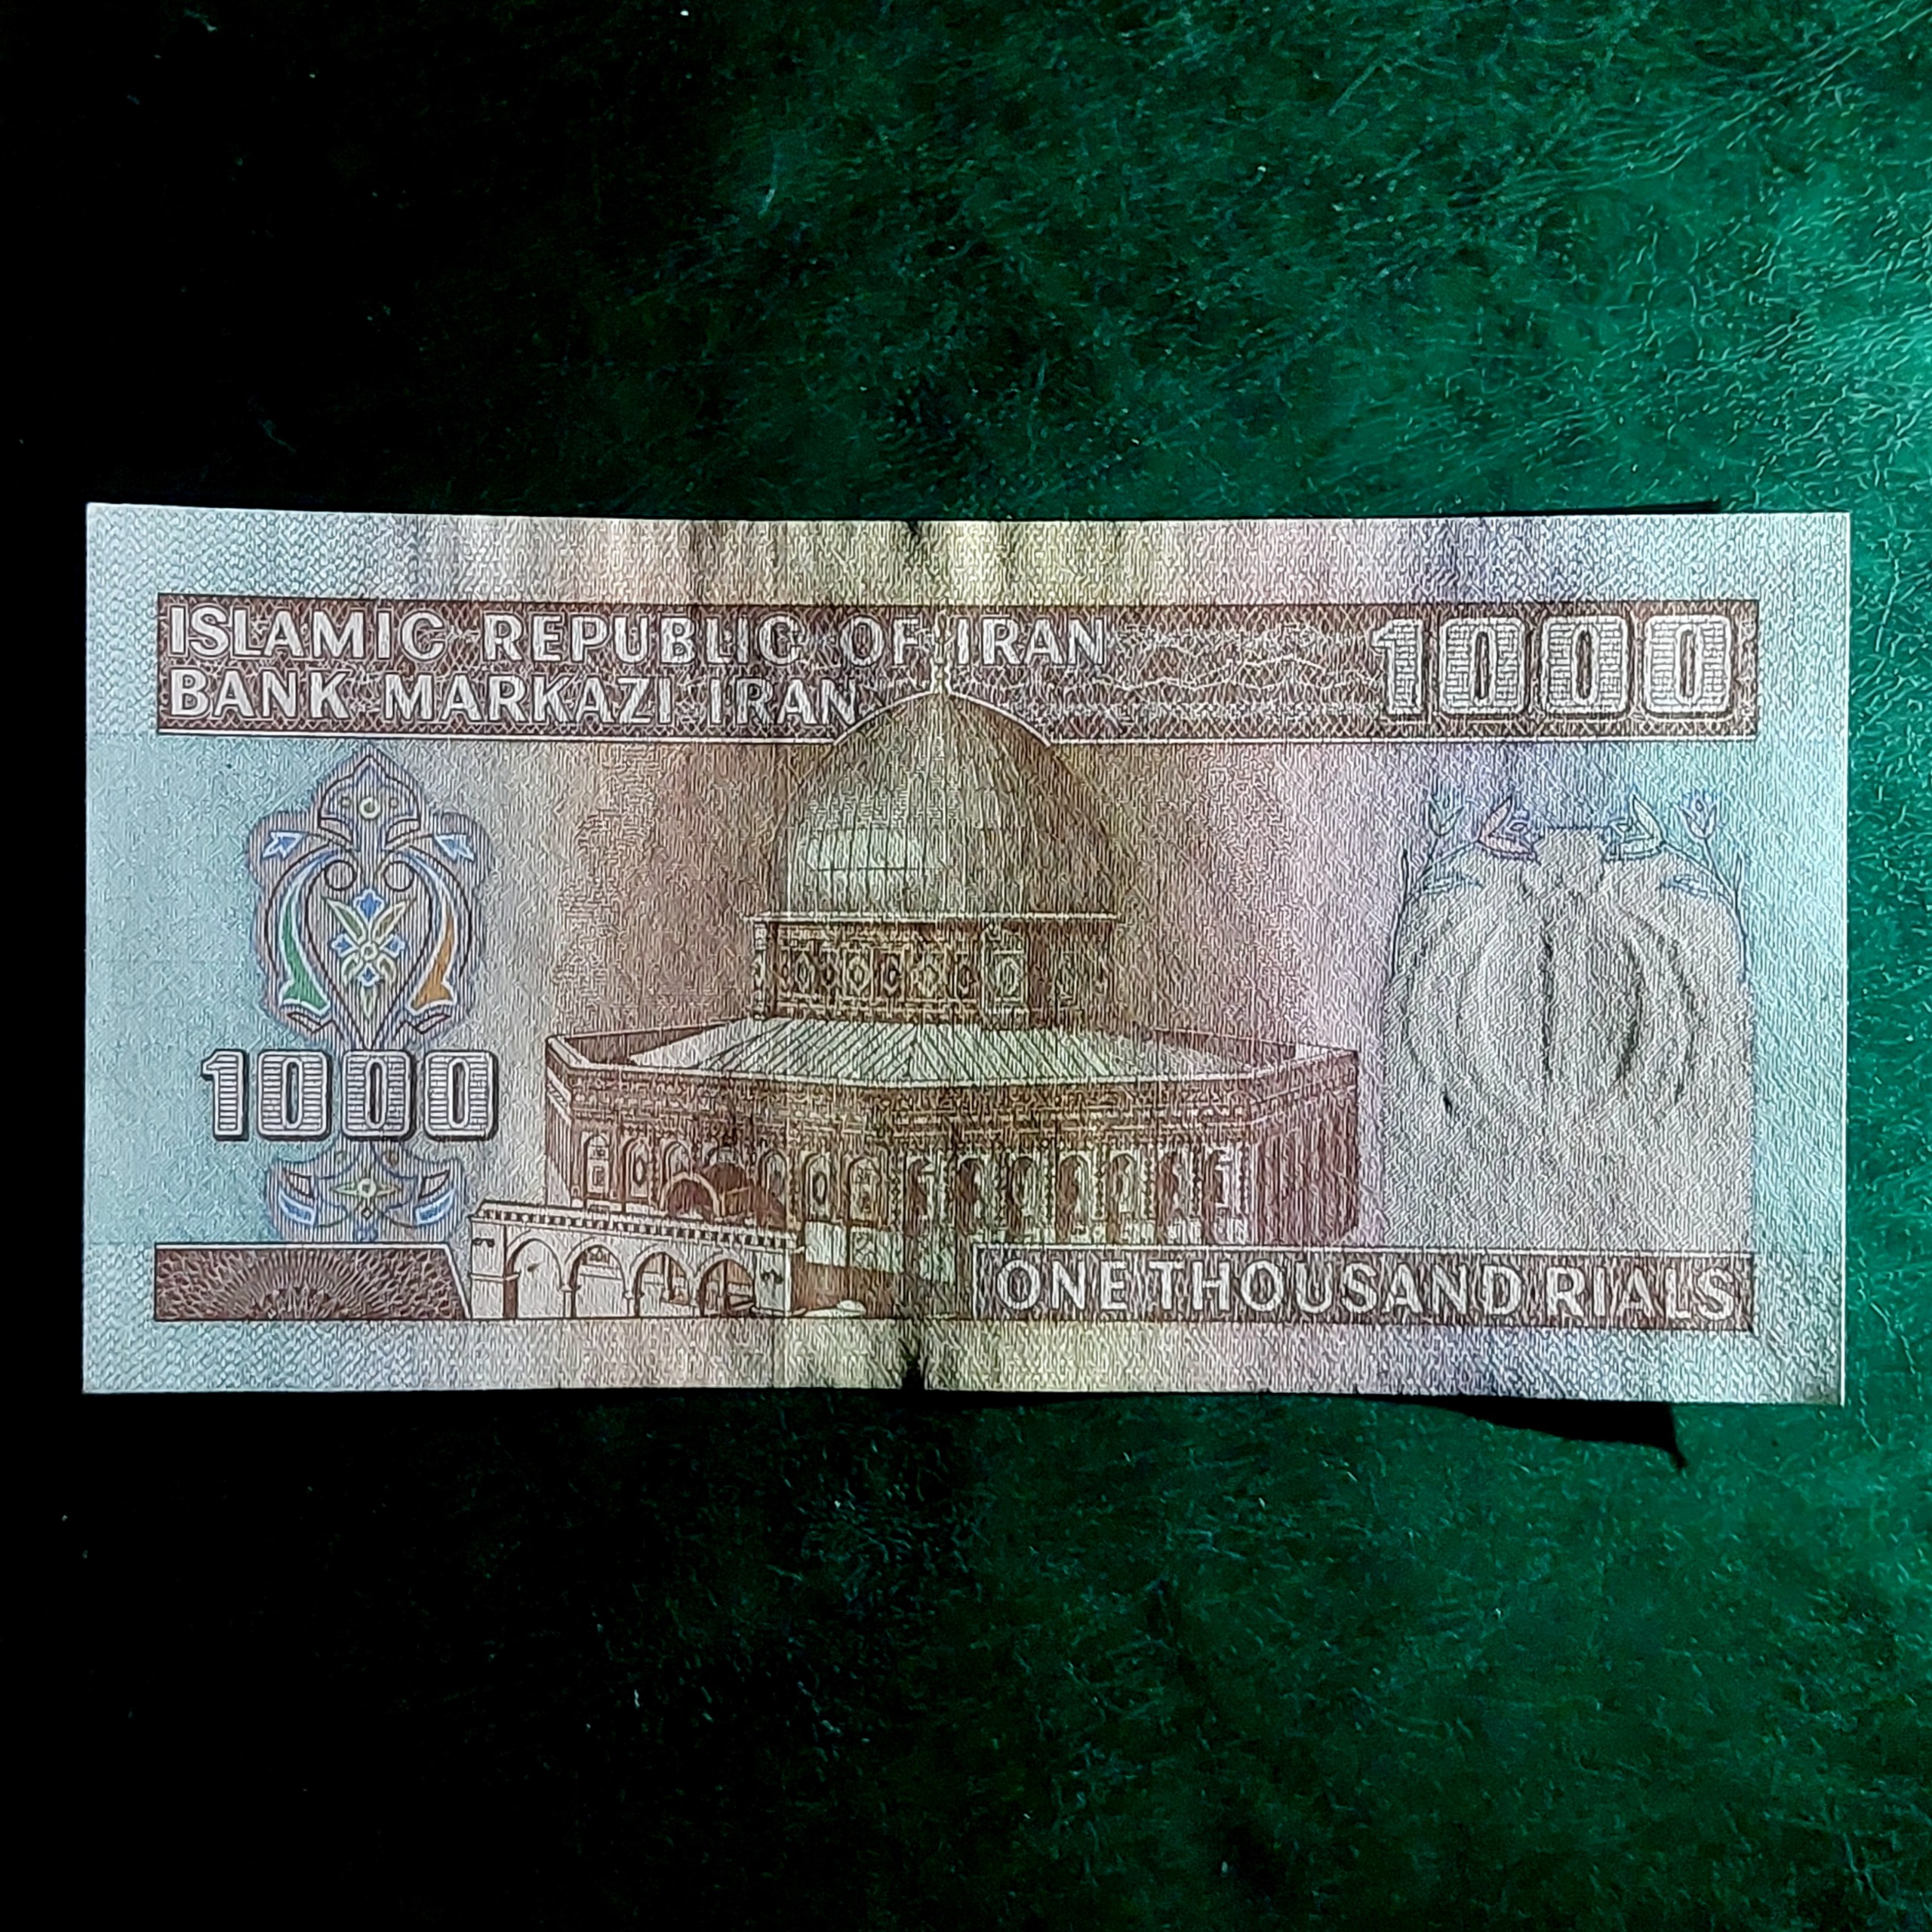 ISLAMIC REPUBLIC OF IRAN
BANK MARKAZI IRAN
1000
1000
ONE THOUSAND RIALS